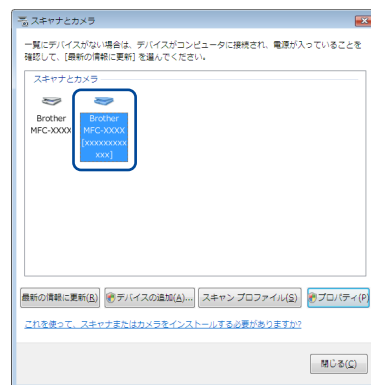 スキャナとカメラ
一覧にデバイスがない場合は、デバイスがコンピュータに接続され、電源が入っていることを
確認して、[最新の情報に更新] を選んでください。
スキャナとカメラ
Brother
MFC-XXXX
Brother
MFC-XXXX
[xxxxxxxxx
xxx]
最新の情報に更新(R)
デバイスの追加(A)...
スキャン プロファイル(S)
プロパティ(P)
これを使って、スキャナまたはカメラをインストールする必要がありますか?
閉じる(C)